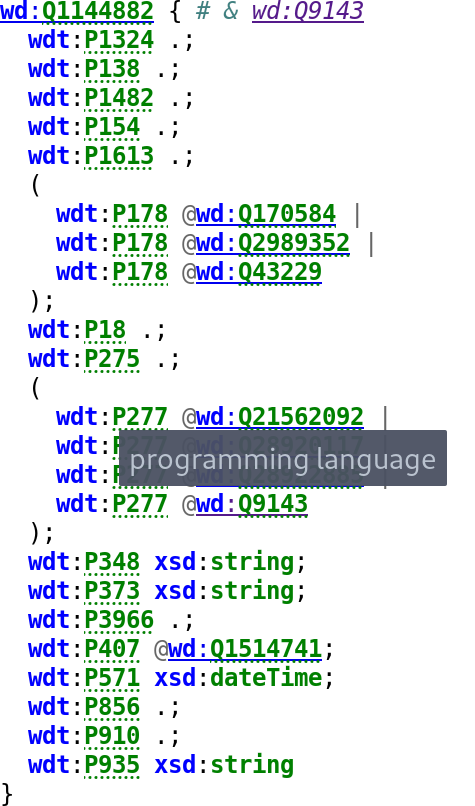 wd:Q1144882 { # & wd:Q9143
wdt:P1324 .;
wdt:P138 .;
wdt:P1482 .;
wdt:P154 .;
wdt:P1613 .;
(
wdt:P178 @wd:Q170584 |
wdt:P178 @wd:Q2989352 |
wdt:P178 @wd:Q43229
);
wdt:P18 .;
wdt:P275 .;
(
wdt:P277 @wd:Q21562092 |
wdt:P277
programming language
wdt:P277
wdt:P277 @wd:Q9143
);
wdt:P348 xsd:string;
wdt:P373 xsd:string;
wdt:P3966 .;
wdt:P407 @wd:Q1514741;
wdt:P571 xsd:dateTime;
wdt:P856 .;
wdt:P910 .;
wdt:P935 xsd:string
}